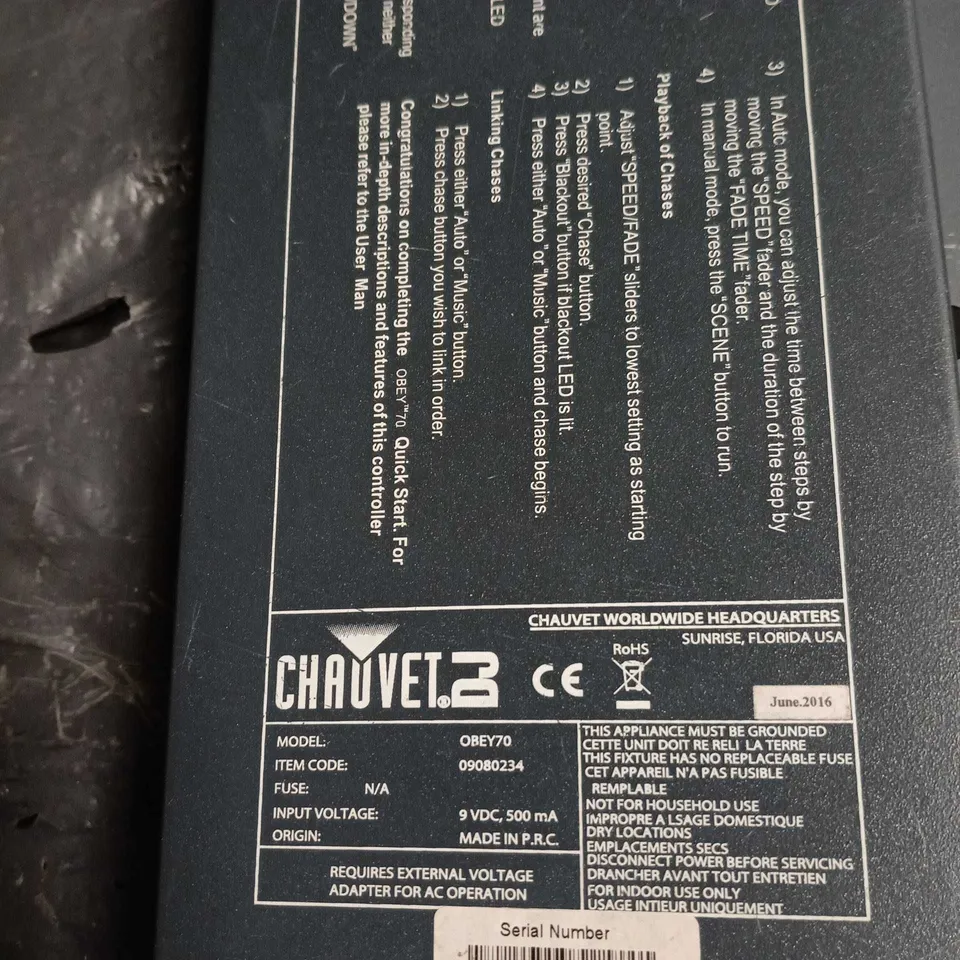 3) In Auto mode, you can adjust the time between steps by
moving the "SPEED" fader and the duration of the step by
moving the "FADE TIME" fader.
4) In manual mode, press the "SCENE" button to run.
Playback of Chases
1) Adjust "SPEED/FADE" sliders to lowest setting as starting
point.
2) Press desired "Chase" button.
3) Press "Blackout" button if blackout LED is lit.
4) Press either "Auto" or "Music" button and chase begins.
Linking Chases
1) Press either "Auto" or "Music" button.
2) Press chase button you wish to link in order.
Congratulations on completing the OBEY™70 Quick Start. For
more in-depth descriptions and features of this controller
please refer to the User Man
LED
neither
DOWN"
CHAUVET® DJ
CE
CHAUVET WORLDWIDE HEADQUARTERS
SUNRISE, FLORIDA USA
RoHS
June.2016
MODEL: OBEY70
ITEM CODE: 09080234
FUSE: N/A
INPUT VOLTAGE: 9 VDC, 500 mA
ORIGIN: MADE IN P.R.C.
REQUIRES EXTERNAL VOLTAGE
ADAPTER FOR AC OPERATION
THIS APPLIANCE MUST BE GROUNDED
CETTE UNIT DOIT RE RELI LA TERRE
THIS FIXTURE HAS NO REPLACEABLE FUSE
CET APPAREIL N'A PAS FUSIBLE
REMPLABLE
NOT FOR HOUSEHOLD USE
IMPROPRE A LSAGE DOMESTIQUE
DRY LOCATIONS
EMPLACEMENTS SECS
DISCONNECT POWER BEFORE SERVICING
DRANCHER AVANT TOUT ENTRETIEN
FOR INDOOR USE ONLY
USAGE INTIEUR UNIQUEMENT
Serial Number